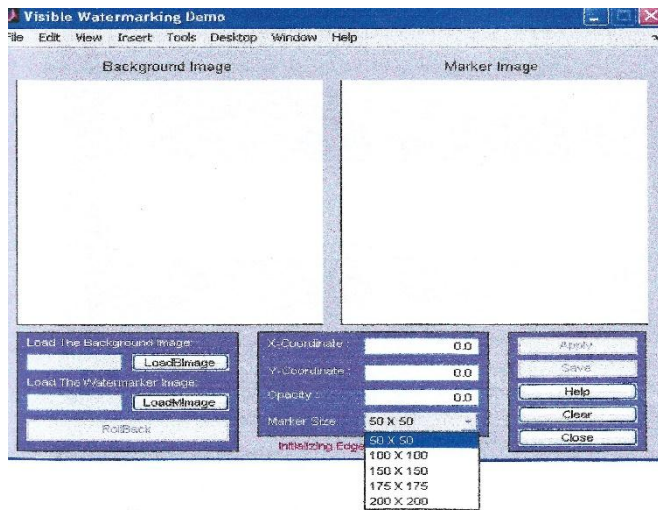 Visible Watermarking Demo
File Edit View Insert Tools Desktop Window Help
Background Image
Marker Image
Load The Background Image:
LoadBImage
Load The Watermarker Image:
LoadMImage
RollBack
X-Coordinate : 0.0
Y-Coordinate : 0.0
Opacity : 0.0
Marker Size 50 X 50
50 X 50
100 X 100
150 X 150
175 X 175
200 X 200
Initializing Edge
Apply
Save
Help
Clear
Close